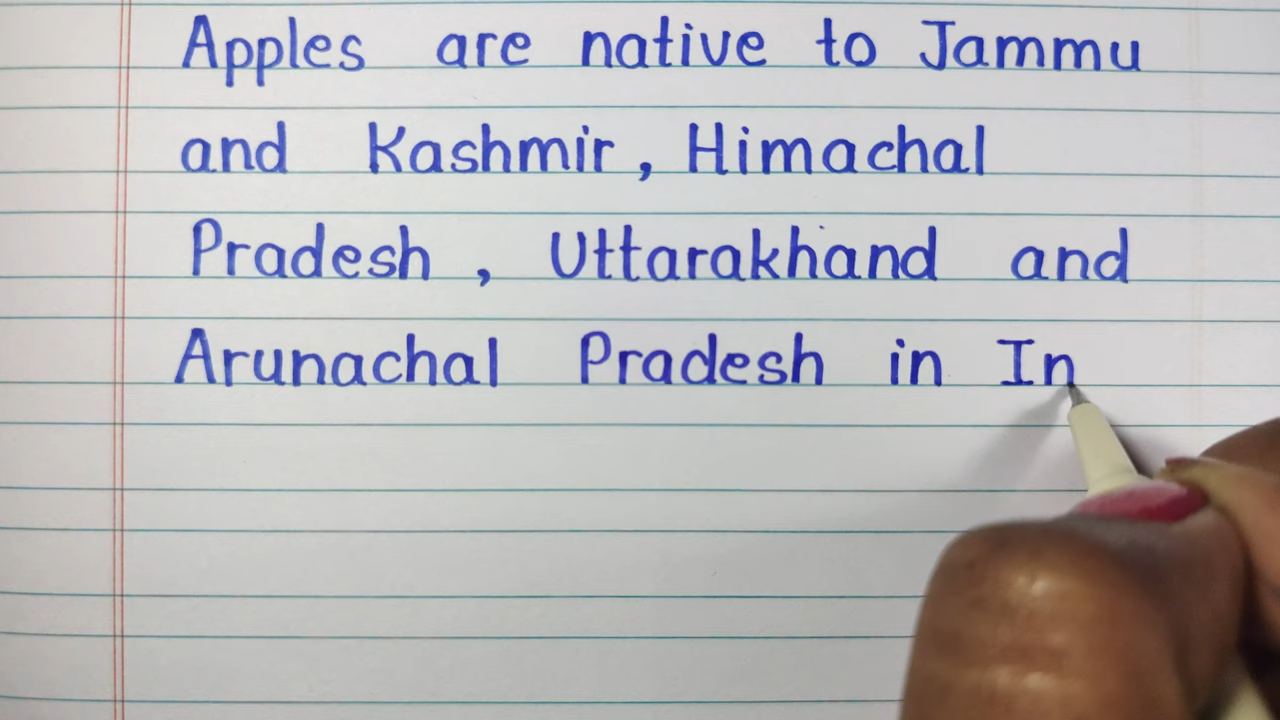 Apples are native to Jammu
and Kashmir, Himachal
Pradesh, Uttarakhand and
Arunachal Pradesh in In